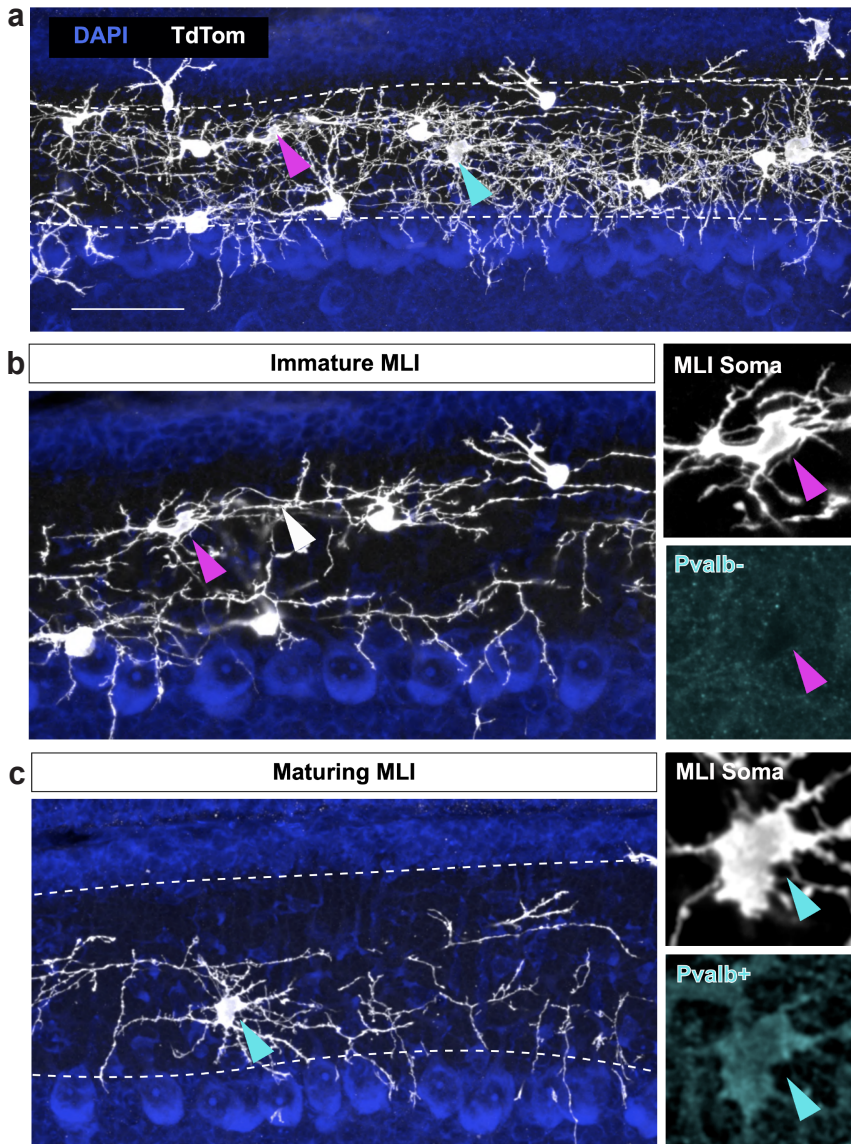 a
DAPI TdTom
b
Immature MLI
MLI Soma
Pvalb-
c
Maturing MLI
MLI Soma
Pvalb+